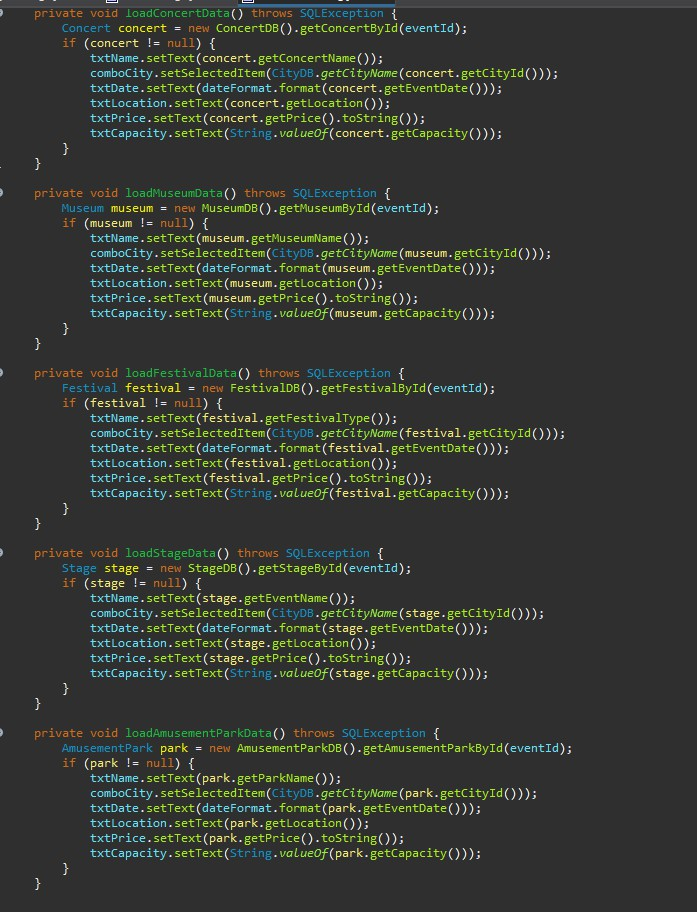 private void loadConcertData() throws SQLException {
Concert concert = new ConcertDB().getConcertById(eventId);
if (concert != null) {
txtName.setText(concert.getConcertName());
comboCity.setSelectedItem(CityDB.getCityName(concert.getCityId()));
txtDate.setText(dateFormat.format(concert.getEventDate()));
txtLocation.setText(concert.getLocation());
txtPrice.setText(concert.getPrice().toString());
txtCapacity.setText(String.valueOf(concert.getCapacity()));
}
}
private void loadMuseumData() throws SQLException {
Museum museum = new MuseumDB().getMuseumById(eventId);
if (museum != null) {
txtName.setText(museum.getMuseumName());
comboCity.setSelectedItem(CityDB.getCityName(museum.getCityId()));
txtDate.setText(dateFormat.format(museum.getEventDate()));
txtLocation.setText(museum.getLocation());
txtPrice.setText(museum.getPrice().toString());
txtCapacity.setText(String.valueOf(museum.getCapacity()));
}
}
private void loadFestivalData() throws SQLException {
Festival festival = new FestivalDB().getFestivalById(eventId);
if (festival != null) {
txtName.setText(festival.getFestivalType());
comboCity.setSelectedItem(CityDB.getCityName(festival.getCityId()));
txtDate.setText(dateFormat.format(festival.getEventDate()));
txtLocation.setText(festival.getLocation());
txtPrice.setText(festival.getPrice().toString());
txtCapacity.setText(String.valueOf(festival.getCapacity()));
}
}
private void loadStageData() throws SQLException {
Stage stage = new StageDB().getStageById(eventId);
if (stage != null) {
txtName.setText(stage.getEventName());
comboCity.setSelectedItem(CityDB.getCityName(stage.getCityId()));
txtDate.setText(dateFormat.format(stage.getEventDate()));
txtLocation.setText(stage.getLocation());
txtPrice.setText(stage.getPrice().toString());
txtCapacity.setText(String.valueOf(stage.getCapacity()));
}
}
private void loadAmusementParkData() throws SQLException {
AmusementPark park = new AmusementParkDB().getAmusementParkById(eventId);
if (park != null) {
txtName.setText(park.getParkName());
comboCity.setSelectedItem(CityDB.getCityName(park.getCityId()));
txtDate.setText(dateFormat.format(park.getEventDate()));
txtLocation.setText(park.getLocation());
txtPrice.setText(park.getPrice().toString());
txtCapacity.setText(String.valueOf(park.getCapacity()));
}
}